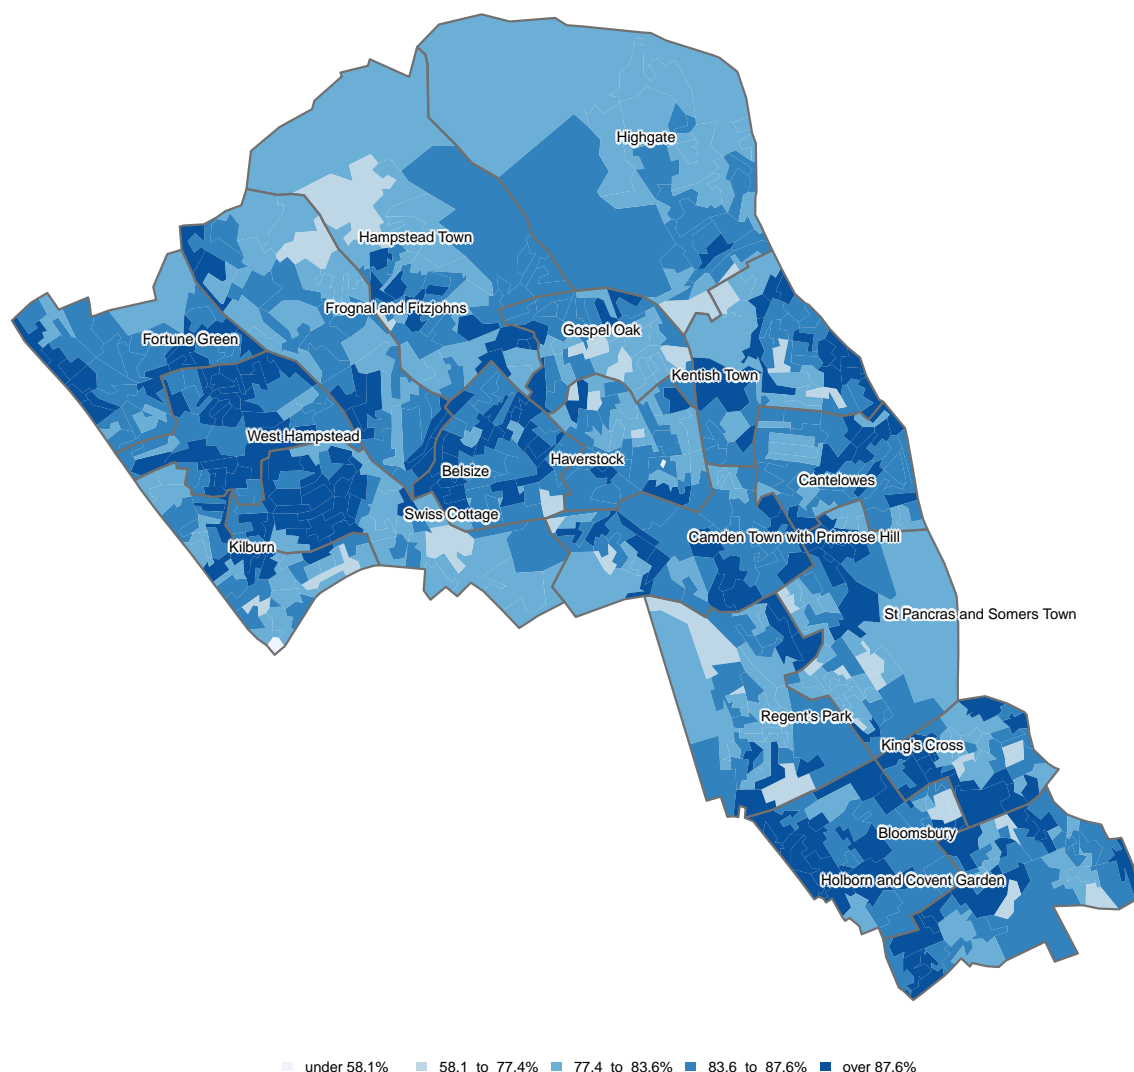 Highgate
Hampstead Town
Frognal and Fitzjohns
Gospel Oak
Fortune Green
Kentish Town
West Hampstead
Haverstock
Belsize
Cantelowes
Swiss Cottage
Camden Town with Primrose Hill
Kilburn
St Pancras and Somers Town
Regent's Park
King's Cross
Bloomsbury
Holborn and Covent Garden
under 58.1% 58.1 to 77.4% 77.4 to 83.6% 83.6 to 87.6% over 87.6%